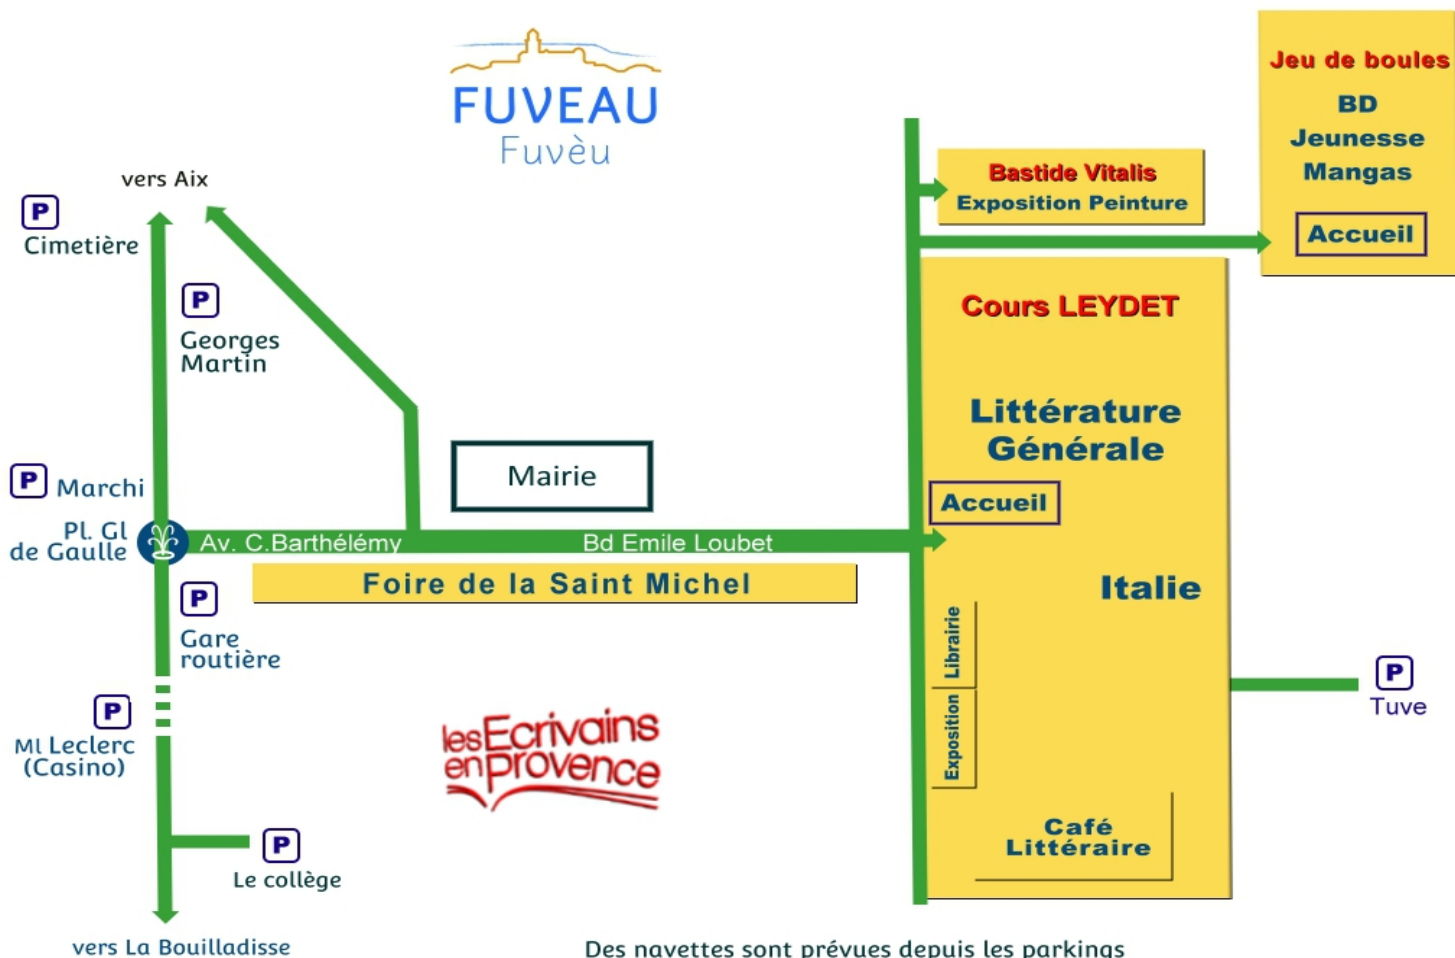 FUVEAU
Fuvèu
vers Aix
P
Cimetière
P
Georges
Martin
P
Marchi
Pl. Gl
de Gaulle
Av. C.Barthélémy
Bd Emile Loubet
Mairie
Foire de la Saint Michel
P
Gare
routière
P
Ml Leclerc
(Casino)
P
Le collège
vers La Bouilladisse
les Ecrivains
en provence
Bastide Vitalis
Exposition Peinture
Jeu de boules
BD
Jeunesse
Mangas
Accueil
Cours LEYDET
Littérature
Générale
Accueil
Italie
Librairie
Exposition
Café
Littéraire
P
Tuve
Des navettes sont prévues depuis les parkings